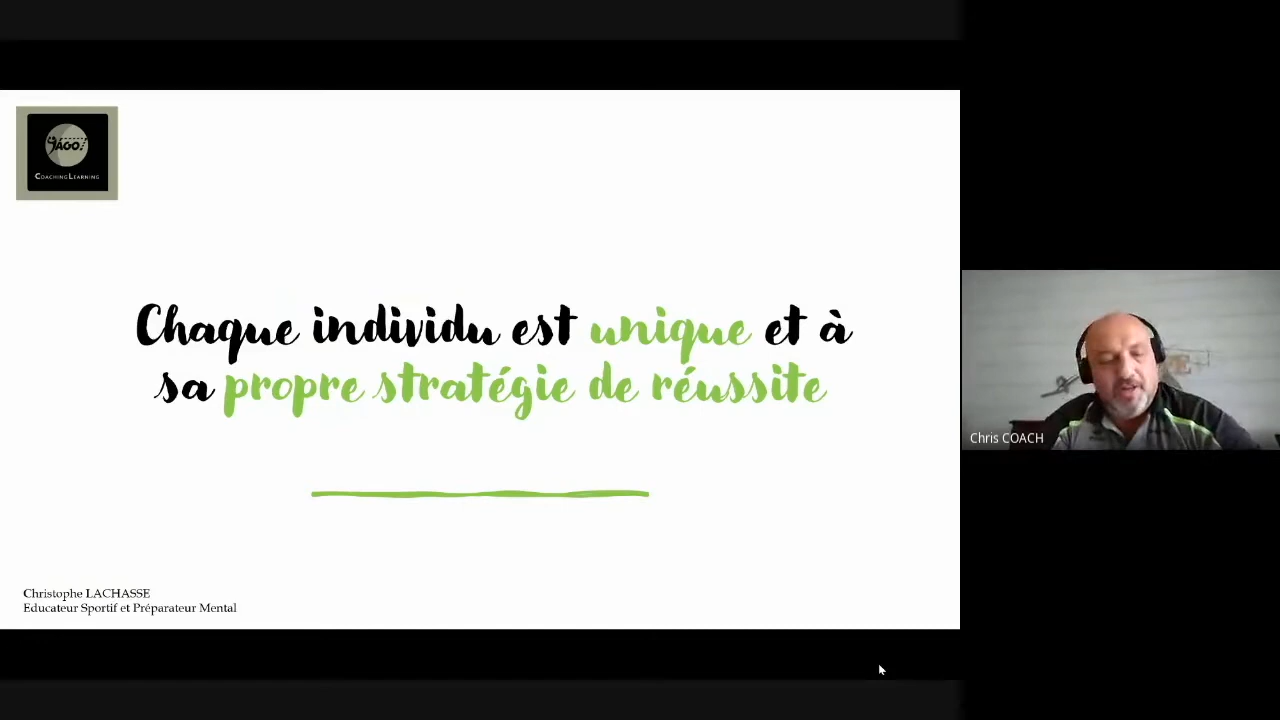 JÁGO!
CoachingLearning
Chaque individu est unique et à
sa propre stratégie de réussite
Chris COACH
Christophe LACHASSE
Educateur Sportif et Préparateur Mental